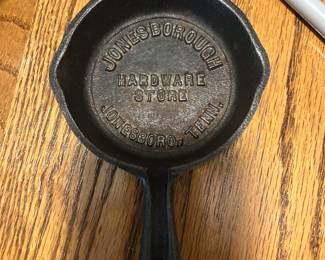 JONESBOROUGH
HARDWARE
STORE
JONESBORO, TENN.